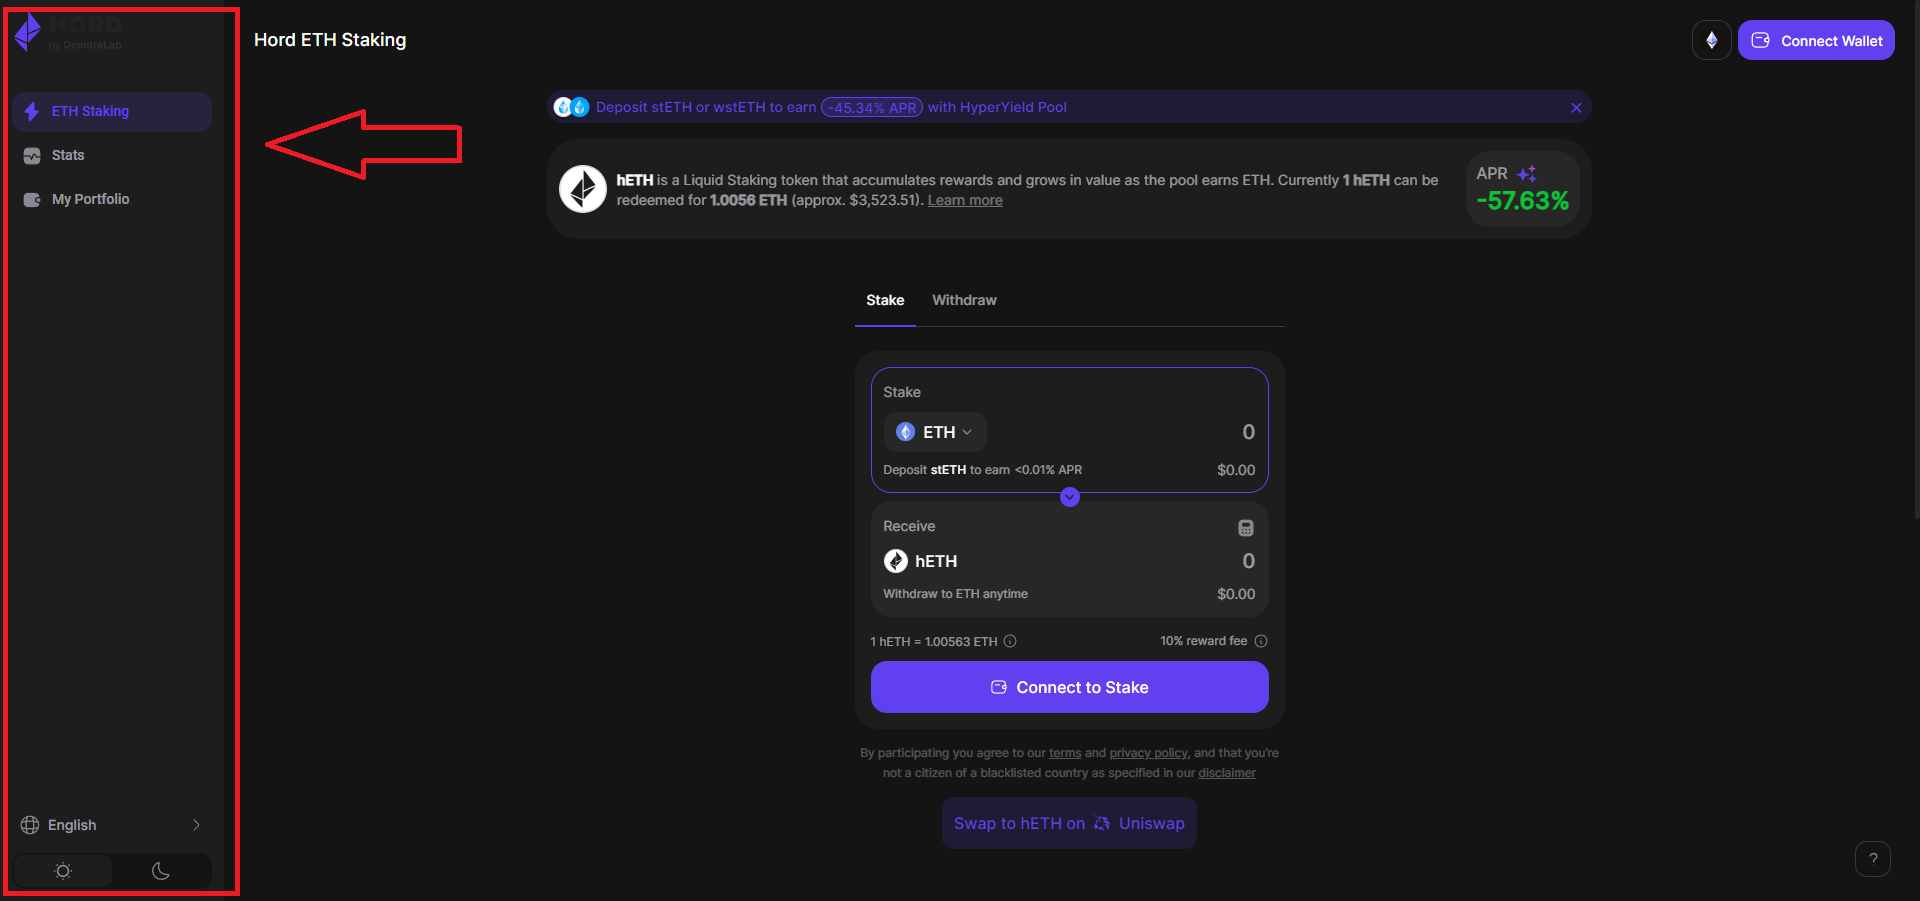 HORD
by DcentraLab
ETH Staking
Stats
My Portfolio
English
Hord ETH Staking
Connect Wallet
Deposit stETH or wstETH to earn -45.34% APR with HyperYield Pool
hETH is a Liquid Staking token that accumulates rewards and grows in value as the pool earns ETH. Currently 1 hETH can be
redeemed for 1.0056 ETH (approx. $3,523.51). Learn more
APR
-57.63%
Stake Withdraw
Stake
ETH 0
Deposit stETH to earn <0.01% APR $0.00
Receive
hETH 0
Withdraw to ETH anytime $0.00
1 hETH = 1.00563 ETH 10% reward fee
Connect to Stake
By participating you agree to our terms and privacy policy, and that you're
not a citizen of a blacklisted country as specified in our disclaimer
Swap to hETH on Uniswap
?